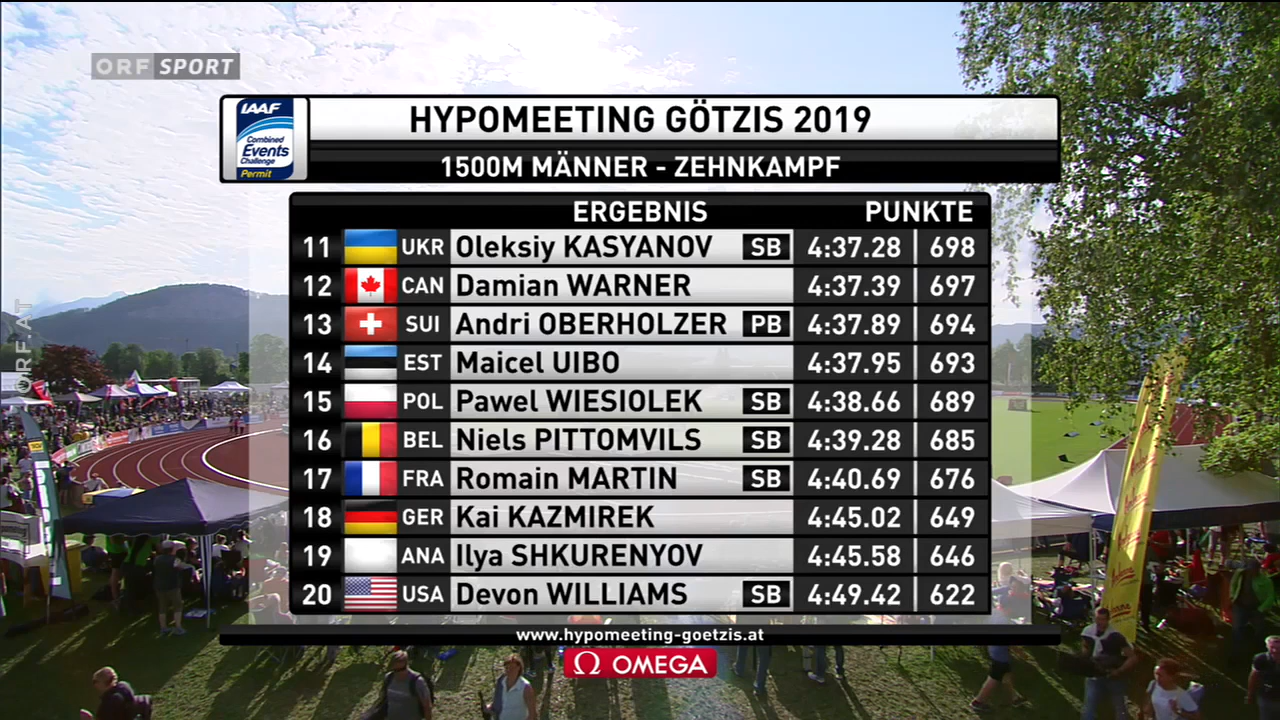 ORF SPORT
IAAF
Combined
Events
Challenge
Permit
HYPOMEETING GÖTZIS 2019
1500M MÄNNER - ZEHNKAMPF
ERGEBNIS PUNKTE
11 UKR Oleksiy KASYANOV SB 4:37.28 698
12 CAN Damian WARNER 4:37.39 697
13 SUI Andri OBERHOLZER PB 4:37.89 694
14 EST Maicel UIBO 4:37.95 693
15 POL Pawel WIESIOLEK SB 4:38.66 689
16 BEL Niels PITTOMVILS SB 4:39.28 685
17 FRA Romain MARTIN SB 4:40.69 676
18 GER Kai KAZMIREK 4:45.02 649
19 ANA Ilya SHKURENYOV 4:45.58 646
20 USA Devon WILLIAMS SB 4:49.42 622
www.hypomeeting-goetzis.at
Ω OMEGA
ORF.AT